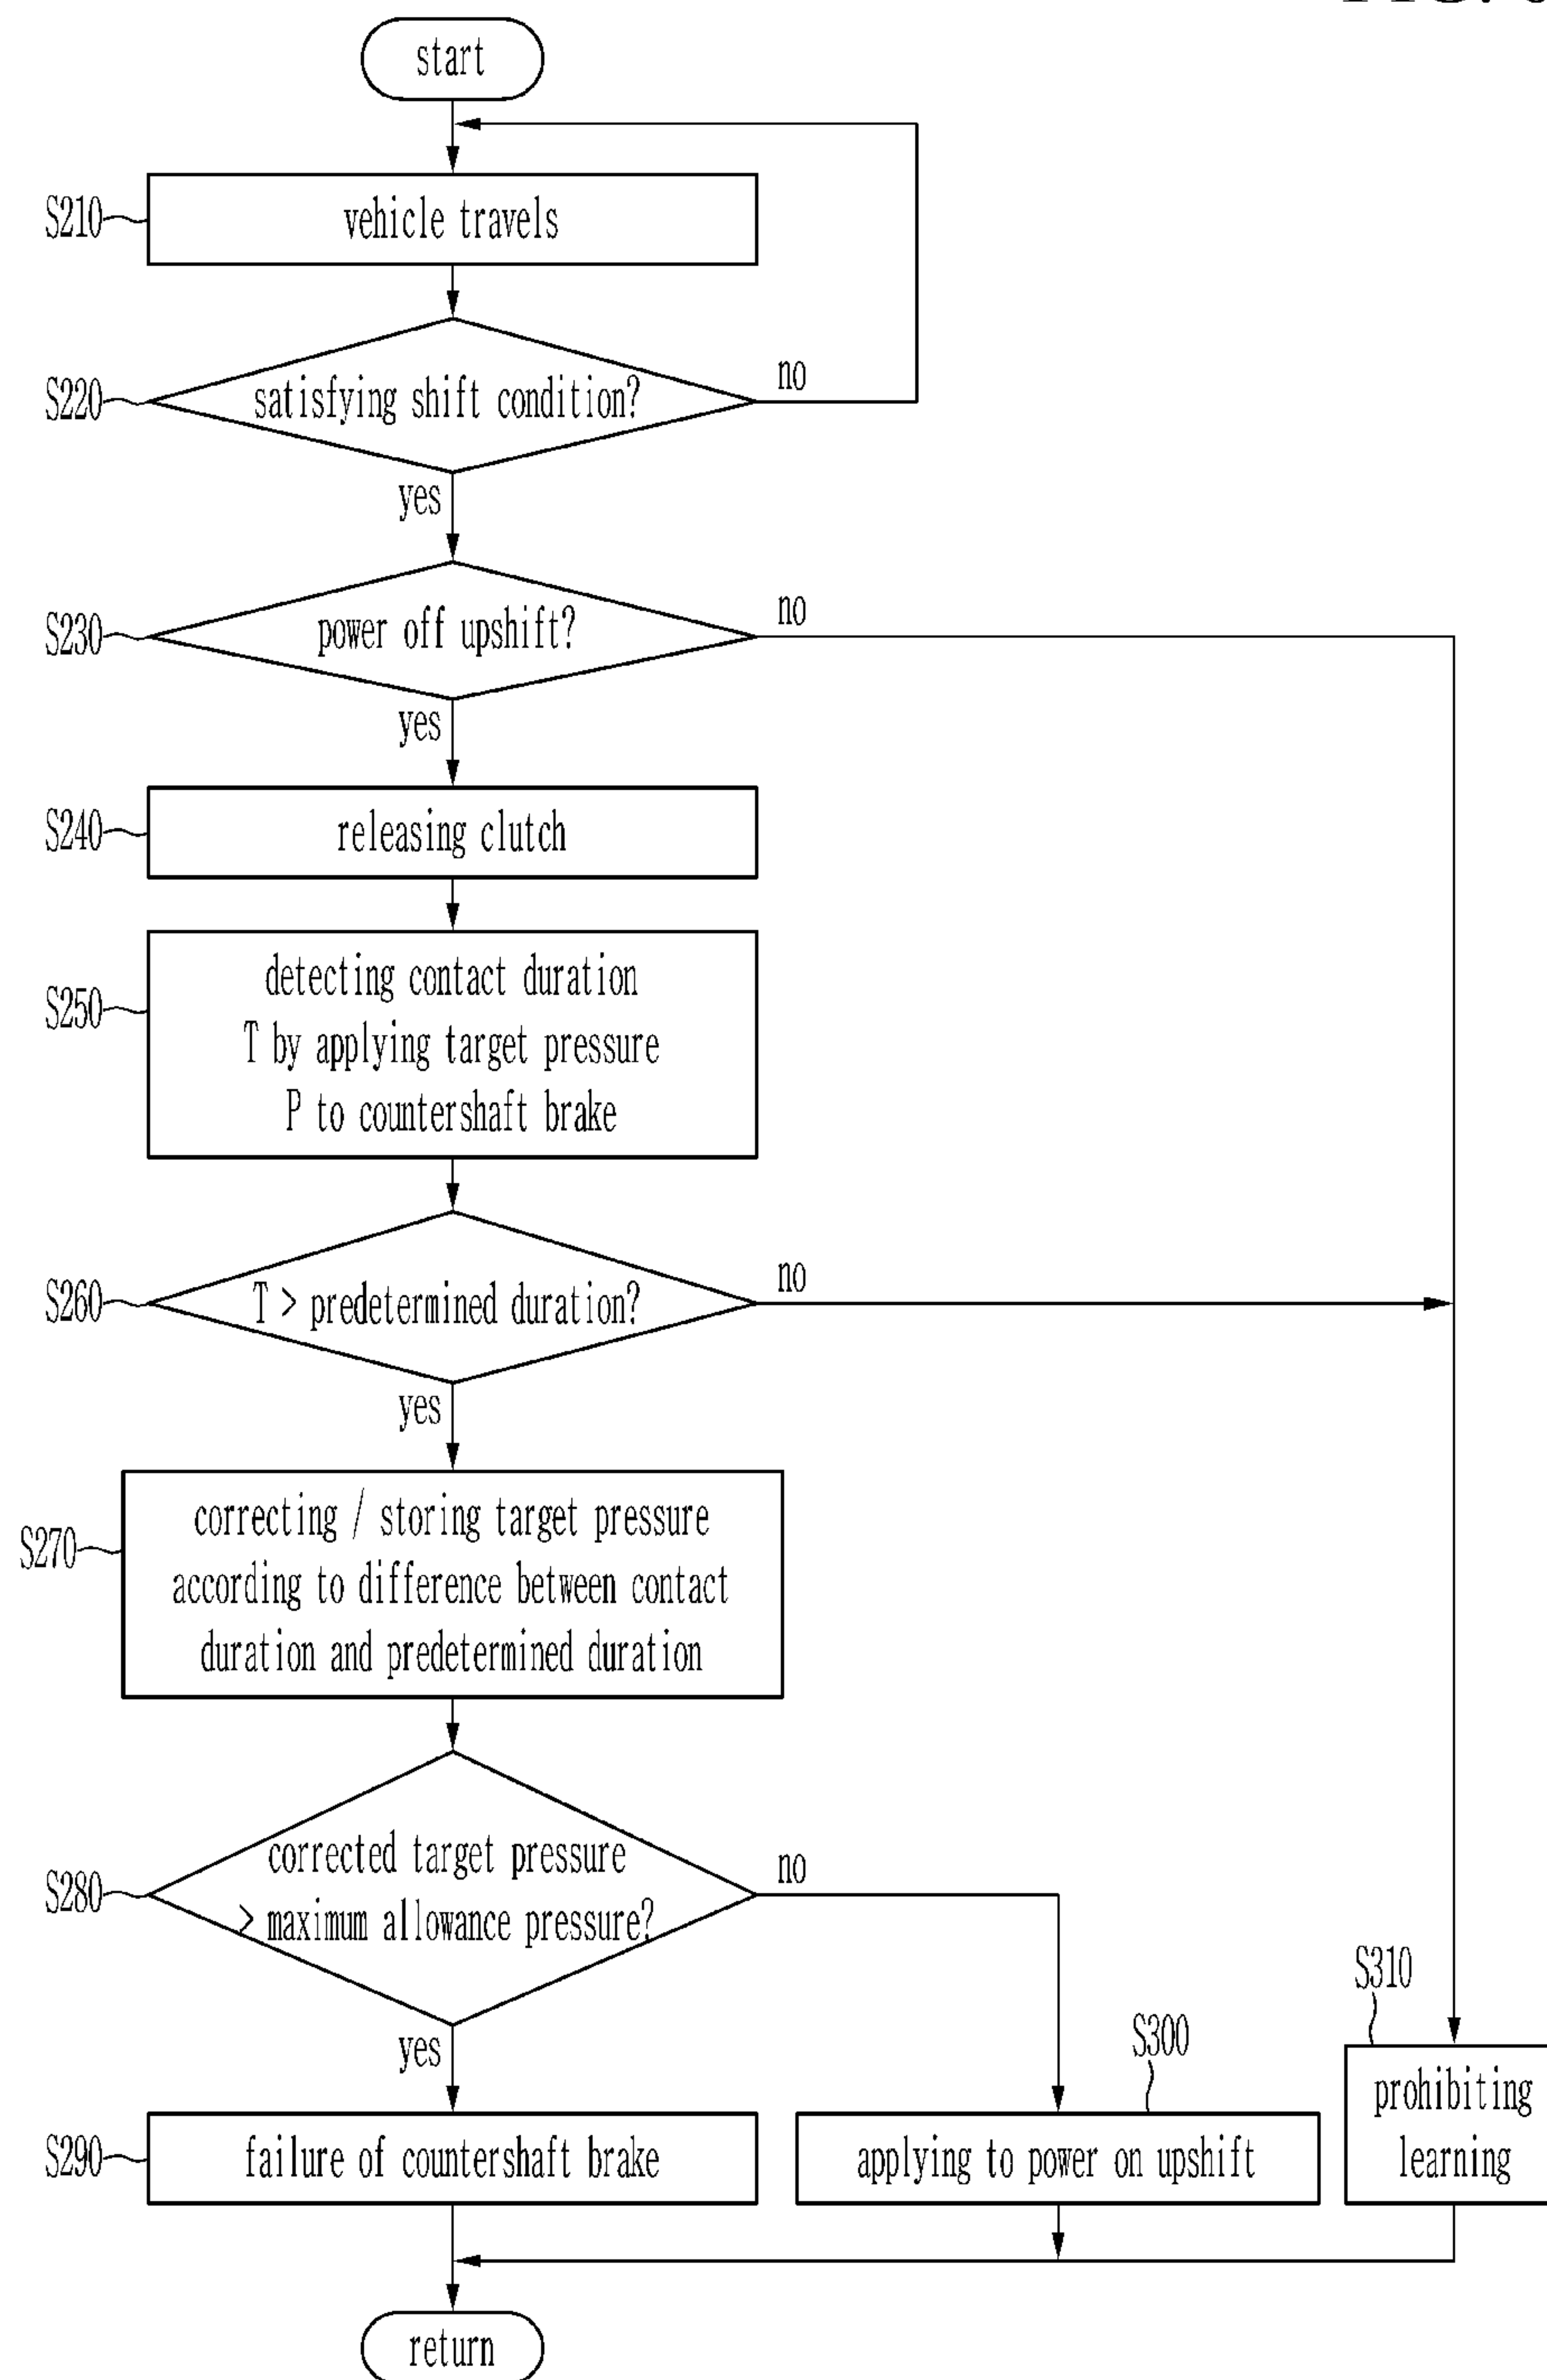 start
S210
vehicle travels
S220
satisfying shift condition?
no
yes
S230
power off upshift?
no
yes
S240
releasing clutch
S250
detecting contact duration
T by applying target pressure
P to countershaft brake
S260
T > predetermined duration?
no
yes
S270
correcting / storing target pressure
according to difference between contact
duration and predetermined duration
S280
corrected target pressure
> maximum allowance pressure?
no
yes
S290
failure of countershaft brake
S300
applying to power on upshift
S310
prohibiting
learning
return